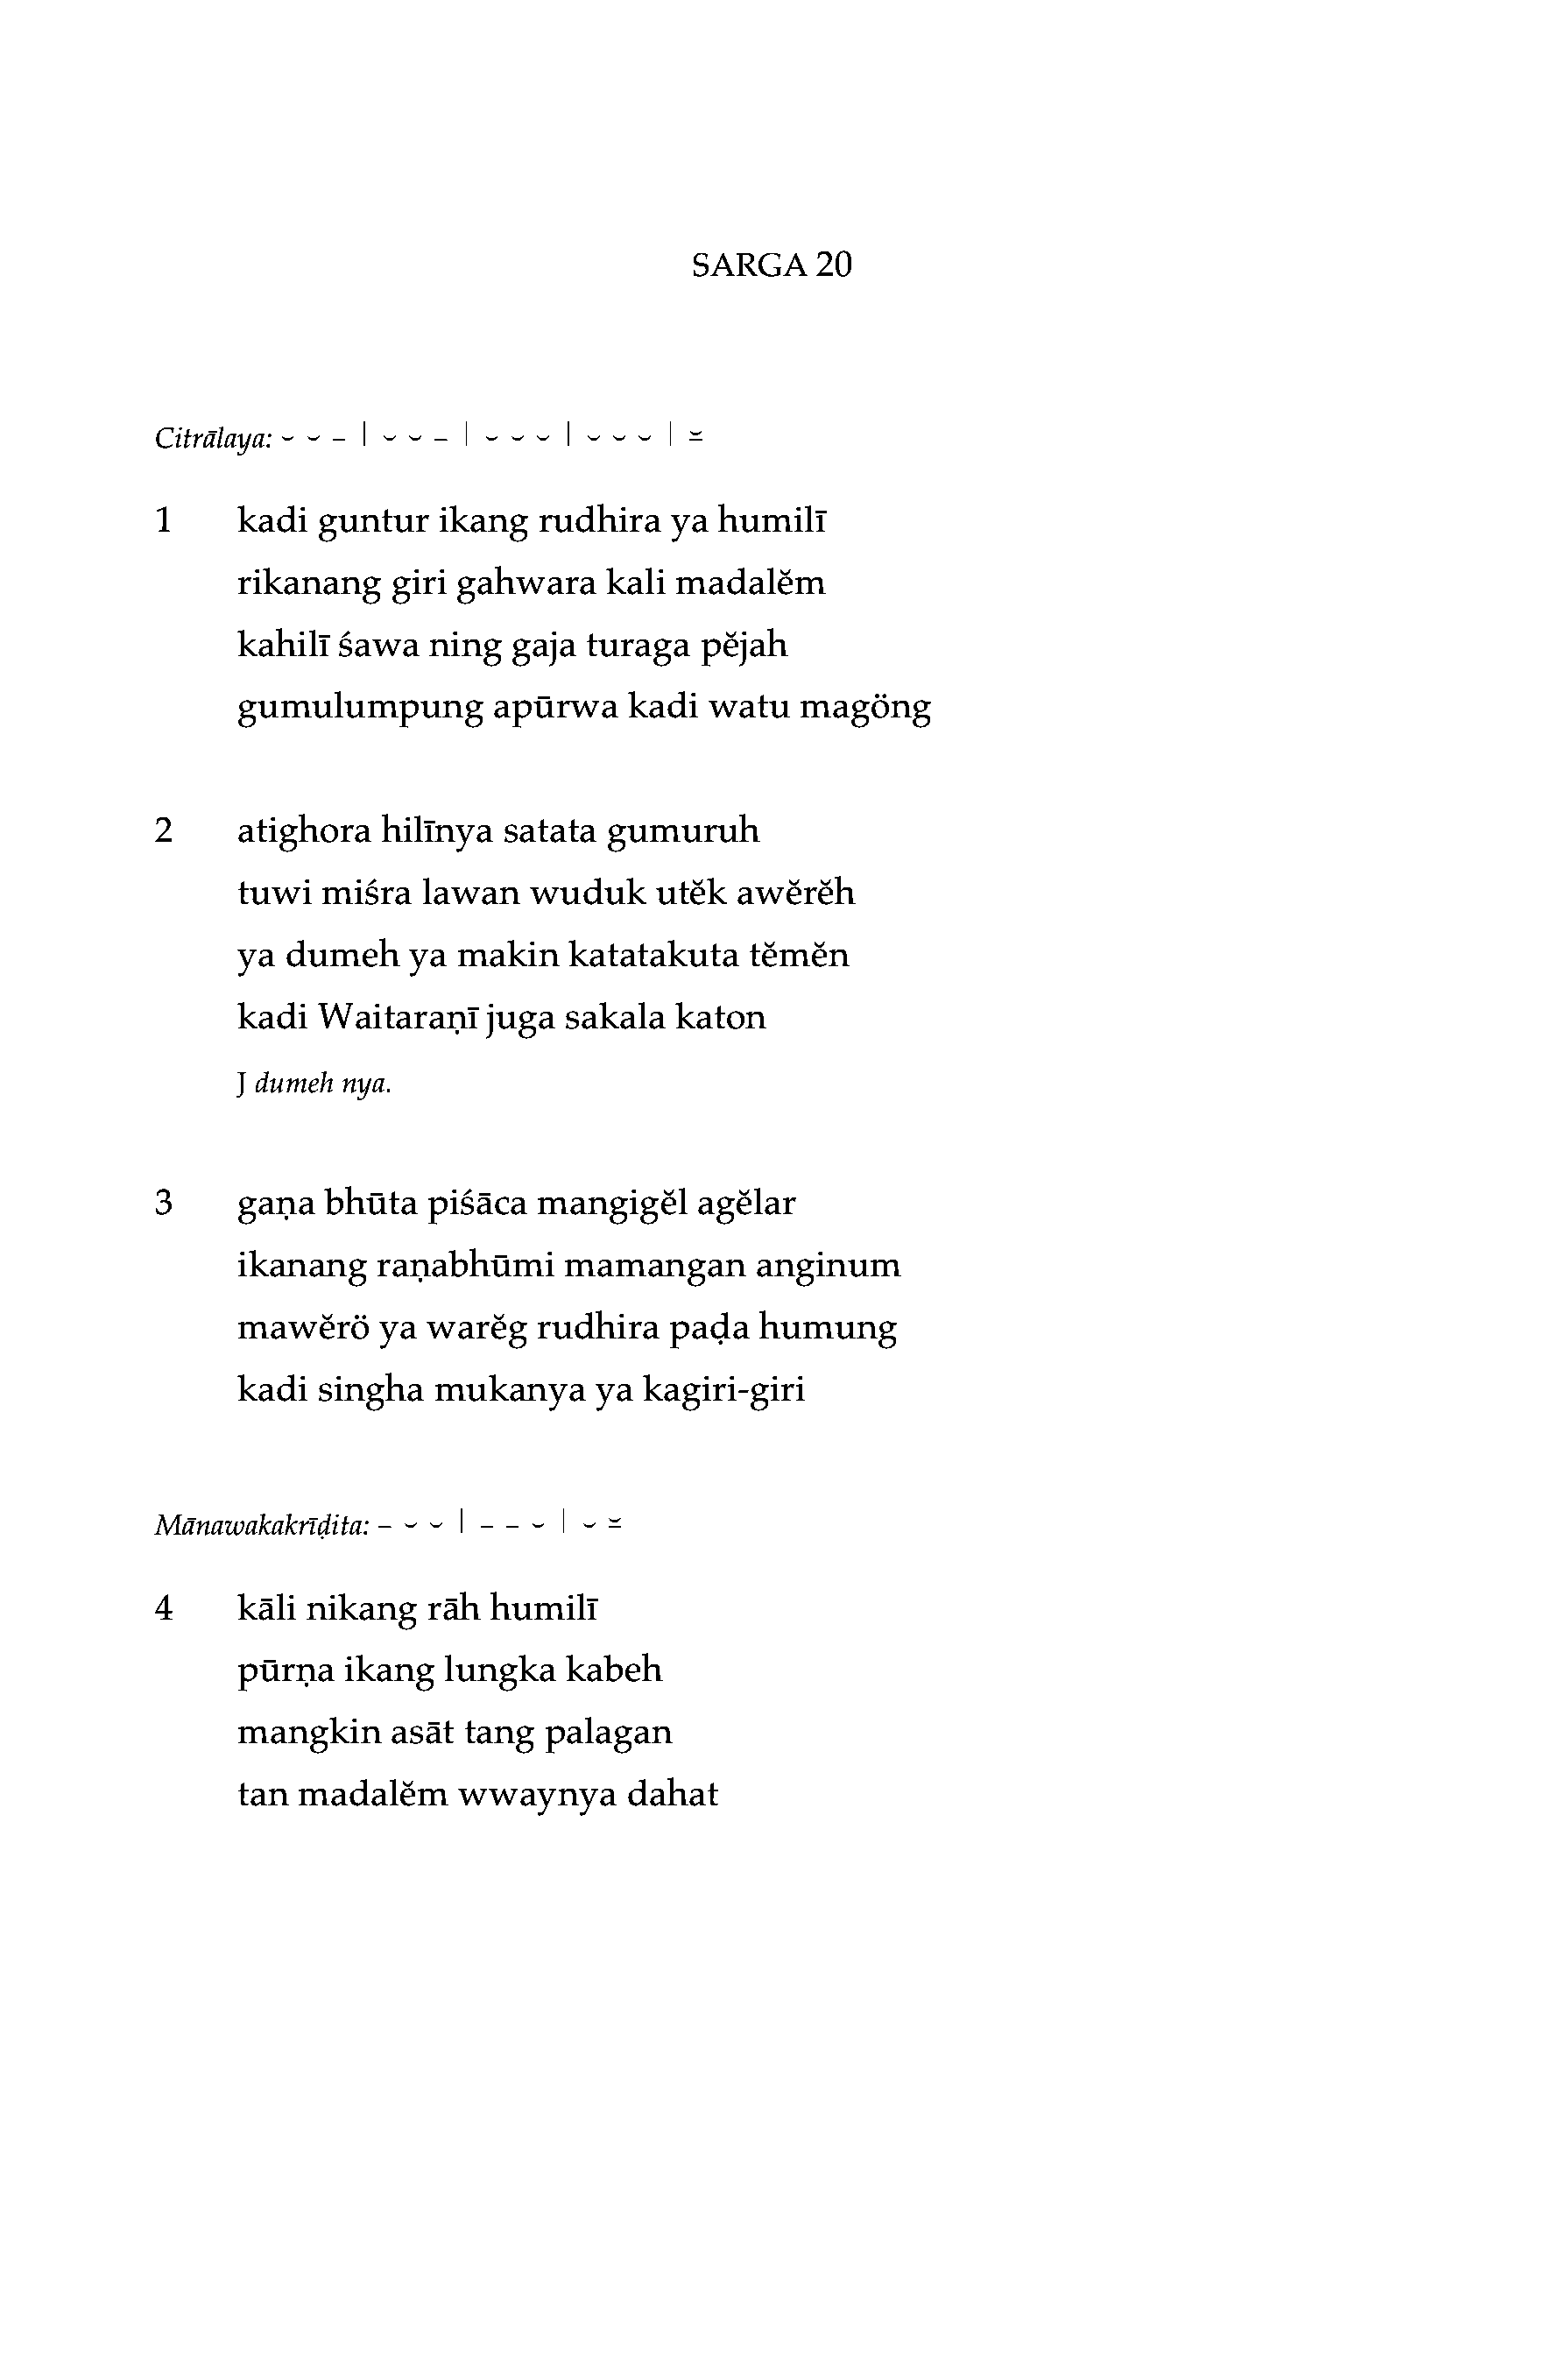 SARGA 20
Citrālaya: ⏑ ⏑ – | ⏑ ⏑ – | ⏑ ⏑ ⏑ | ⏑ ⏑ ⏑ | ⏓
1 kadi guntur ikang rudhira ya humilī
rikanang giri gahwara kali madalĕm
kahilī śawa ning gaja turaga pĕjah
gumulumpung apūrwa kadi watu magöng
2 atighora hilīnya satata gumuruh
tuwi miśra lawan wuduk utĕk awĕrĕh
ya dumeh ya makin katatakuta tĕmĕn
kadi Waitaraṇī juga sakala katon
J dumeh nya.
3 gaṇa bhūta piśāca mangigĕl agĕlar
ikanang raṇabhūmi mamangan anginum
mawĕrö ya warĕg rudhira paḍa humung
kadi singha mukanya ya kagiri-giri
Mānawakakrīḍita: – ⏑ ⏑ | – – ⏑ | ⏑ ⏓
4 kāli nikang rāh humilī
pūrṇa ikang lungka kabeh
mangkin asāt tang palagan
tan madalĕm wwaynya dahat